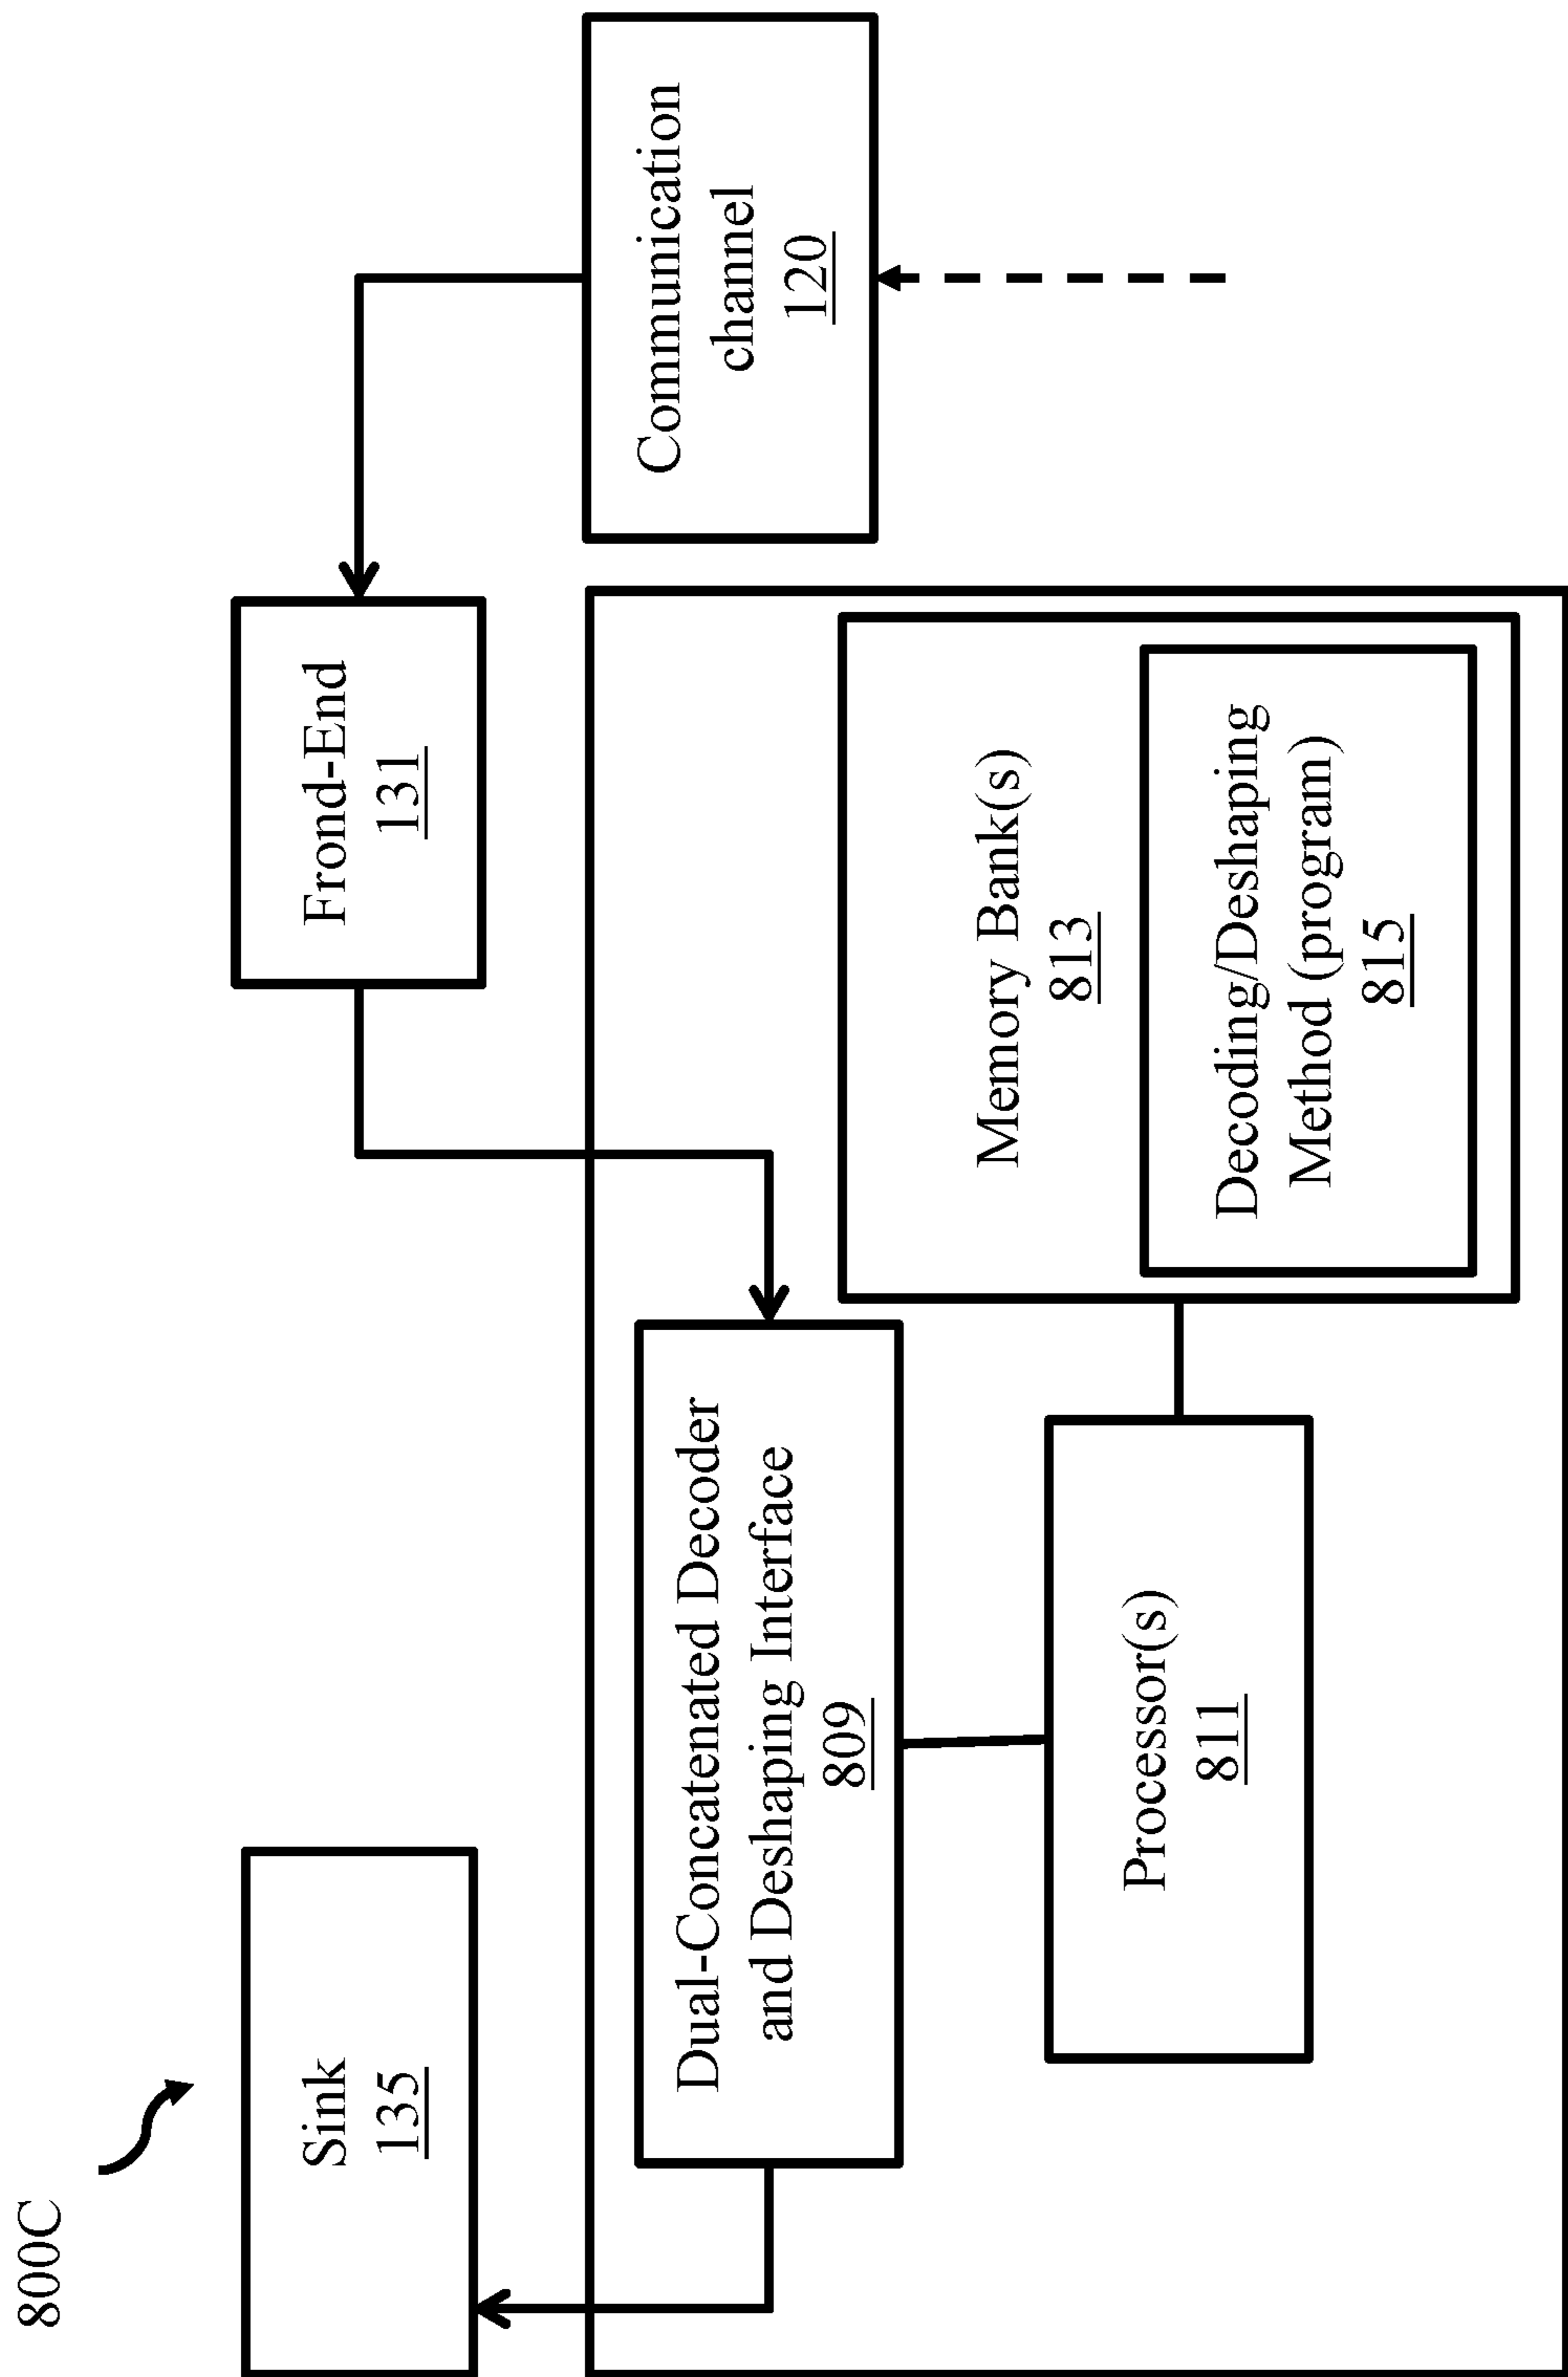 800C
Sink
135
Frond-End
131
Communication
channel
120
Dual-Concatenated Decoder
and Deshaping Interface
809
Processor(s)
811
Memory Bank(s)
813
Decoding/Deshaping
Method (program)
815